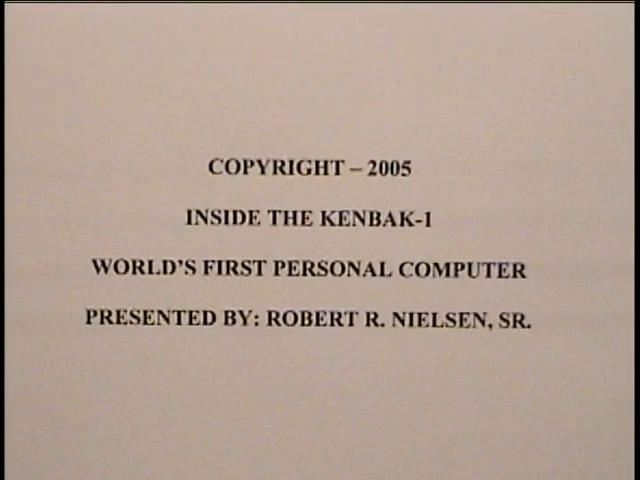 COPYRIGHT – 2005
INSIDE THE KENBAK-1
WORLD'S FIRST PERSONAL COMPUTER
PRESENTED BY: ROBERT R. NIELSEN, SR.